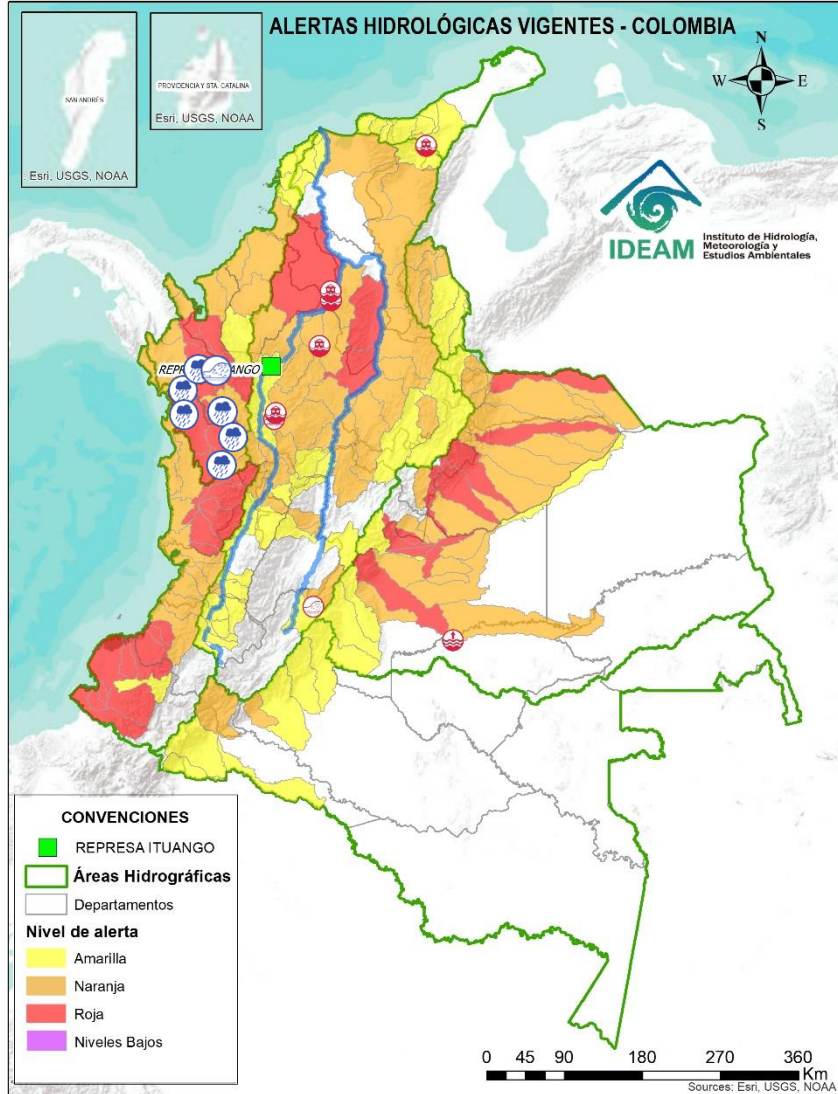 ALERTAS HIDROLÓGICAS VIGENTES - COLOMBIA
SAN ANDRÉS
Esri, USGS, NOAA
PROVIDENCIA Y STA. CATALINA
Esri, USGS, NOAA
N
W
E
S
IDEAM
Instituto de Hidrología,
Meteorología y
Estudios Ambientales
CONVENCIONES
REPRESA ITUANGO
Áreas Hidrográficas
Departamentos
Nivel de alerta
Amarilla
Naranja
Roja
Niveles Bajos
0 45 90 180 270 360
Km
Sources: Esri, USGS, NOAA